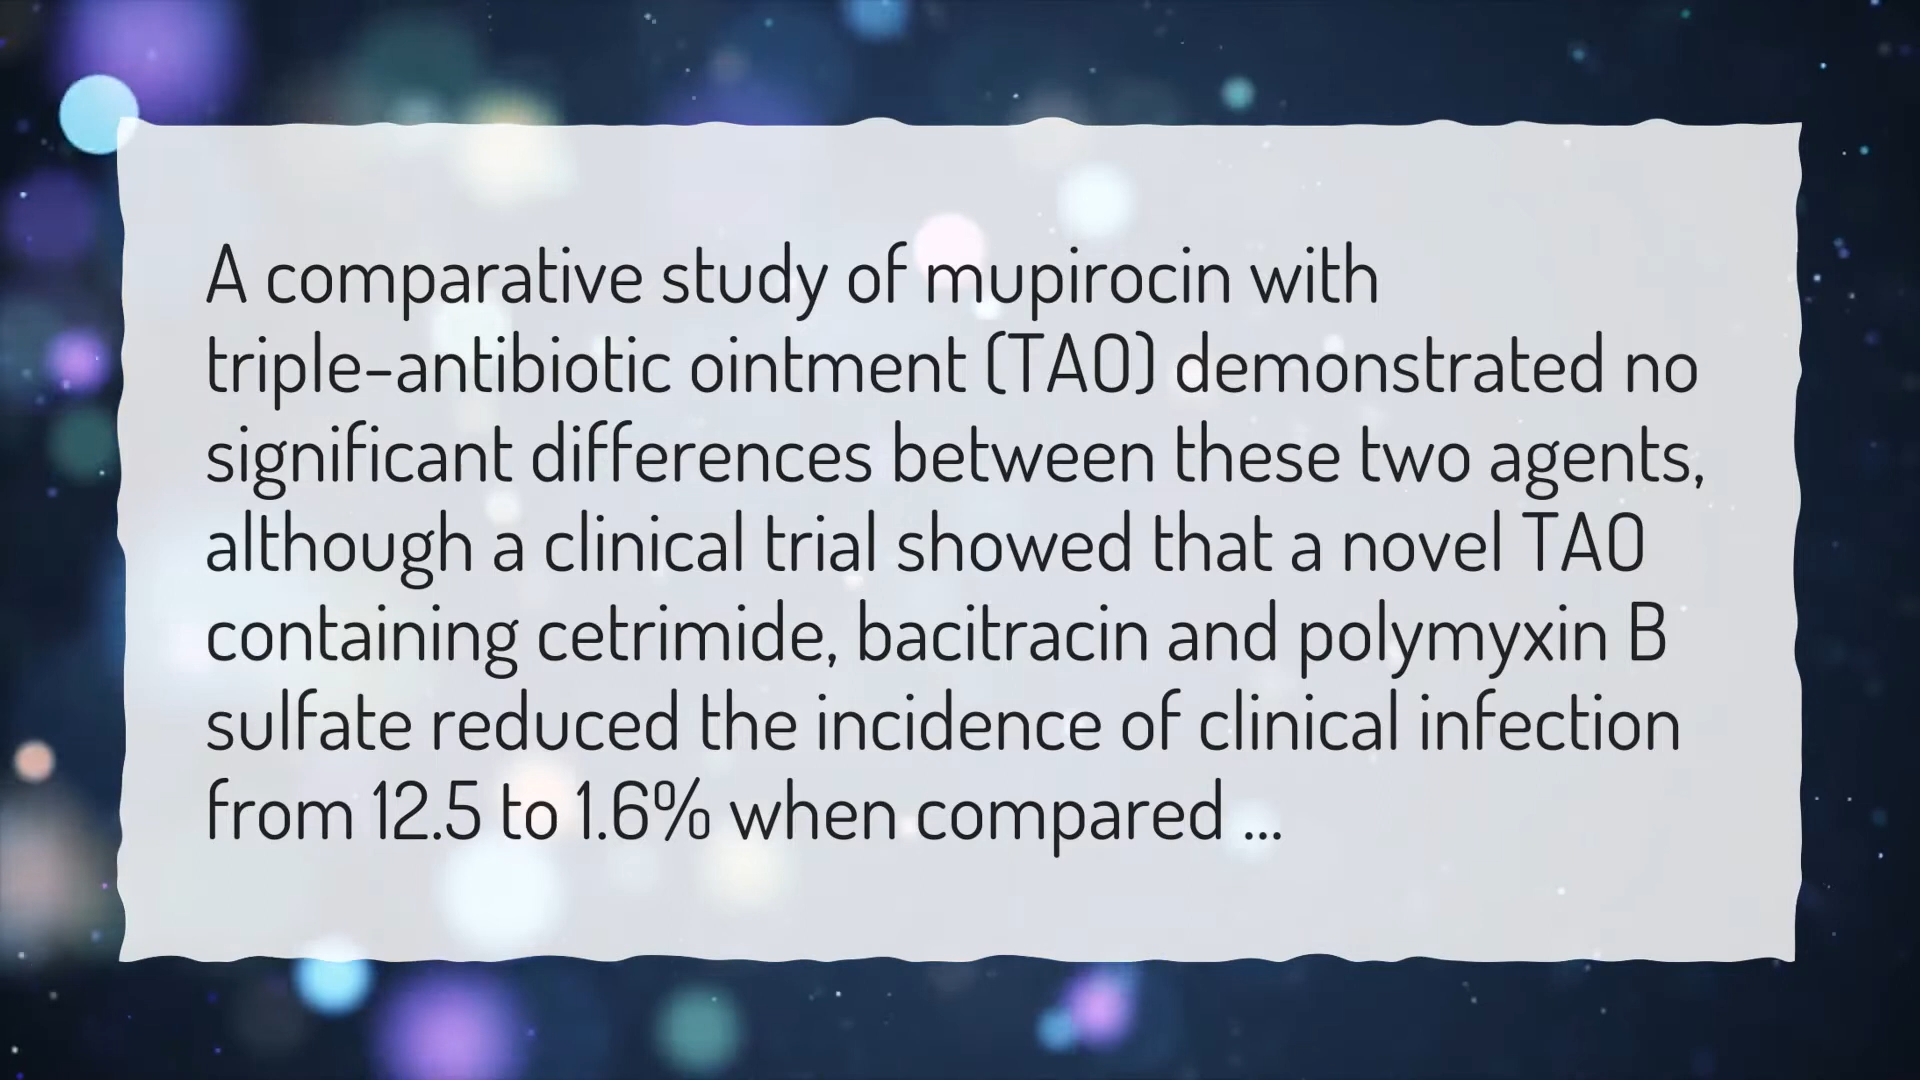 A comparative study of mupirocin with
triple-antibiotic ointment (TAO) demonstrated no
significant differences between these two agents,
although a clinical trial showed that a novel TAO
containing cetrimide, bacitracin and polymyxin B
sulfate reduced the incidence of clinical infection
from 12.5 to 1.6% when compared ...